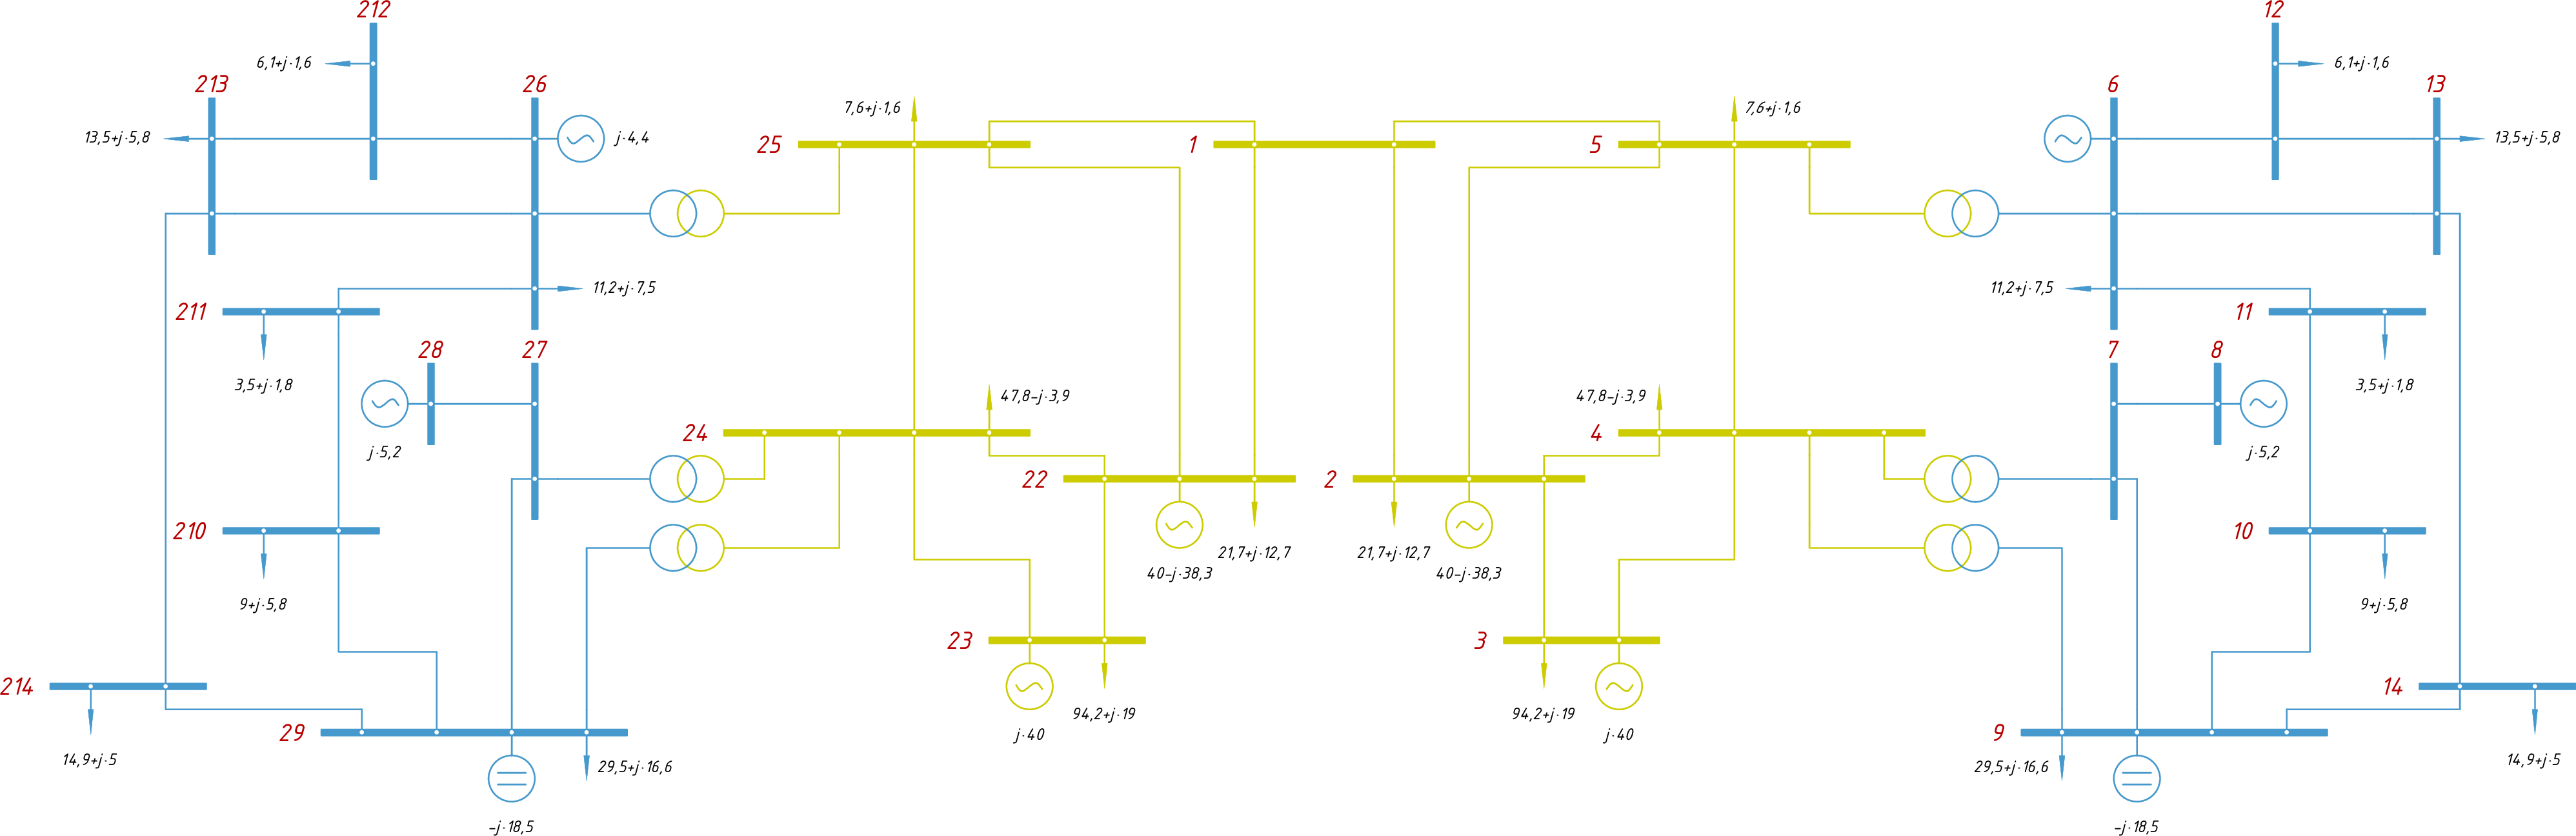 212
12
6,1+j·1,6
6,1+j·1,6
213
26
6
13
7,6+j·1,6
7,6+j·1,6
13,5+j·5,8
j·4,4
25
1
5
13,5+j·5,8
11,2+j·7,5
11,2+j·7,5
211
11
28
27
7
8
3,5+j·1,8
3,5+j·1,8
47,8-j·3,9
47,8-j·3,9
24
4
j·5,2
j·5,2
22
2
210
10
21,7+j·12,7
21,7+j·12,7
40-j·38,3
40-j·38,3
9+j·5,8
9+j·5,8
23
3
214
14
94,2+j·19
94,2+j·19
29
j·40
j·40
9
14,9+j·5
29,5+j·16,6
29,5+j·16,6
14,9+j·5
-j·18,5
-j·18,5